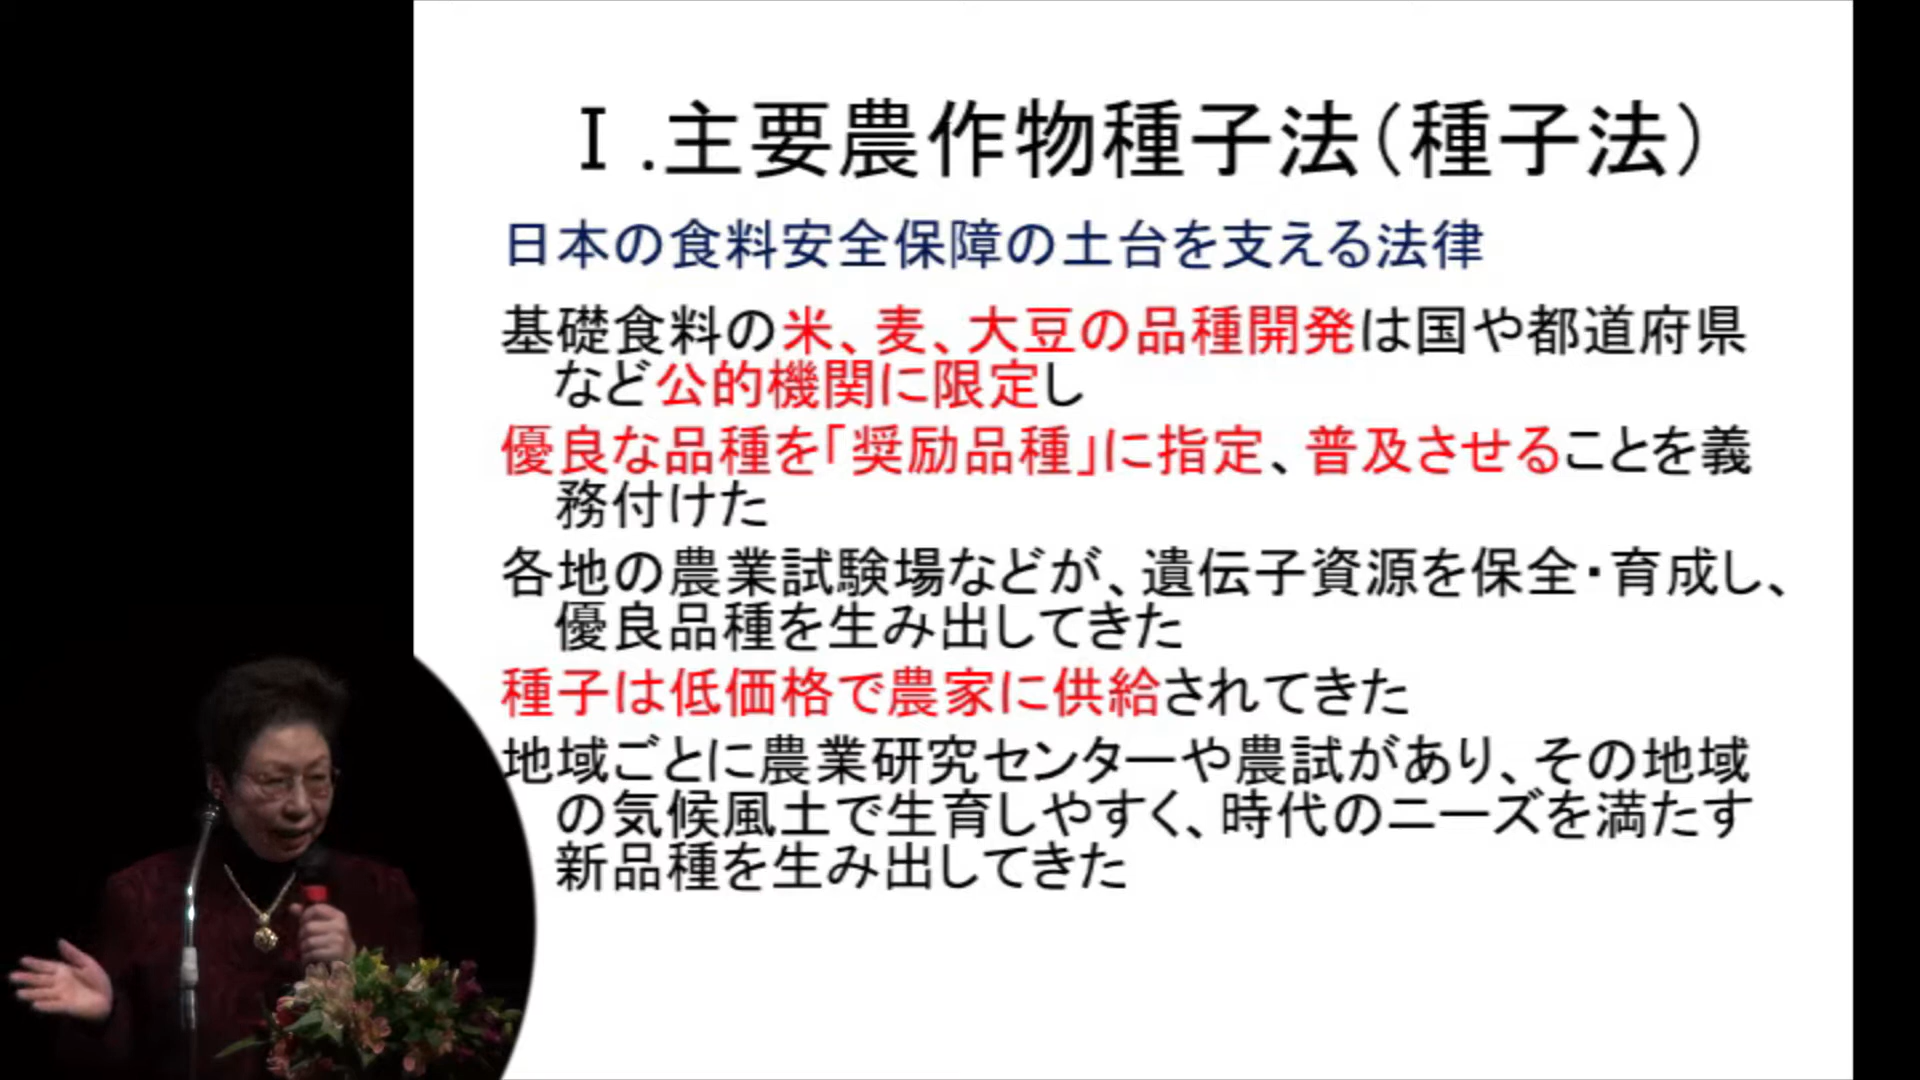 Ⅰ.主要農作物種子法(種子法)
日本の食料安全保障の土台を支える法律
基礎食料の米、麦、大豆の品種開発は国や都道府県
など公的機関に限定し
優良な品種を「奨励品種」に指定、普及させることを義
務付けた
各地の農業試験場などが、遺伝子資源を保全・育成し、
優良品種を生み出してきた
種子は低価格で農家に供給されてきた
地域ごとに農業研究センターや農試があり、その地域
の気候風土で生育しやすく、時代のニーズを満たす
新品種を生み出してきた